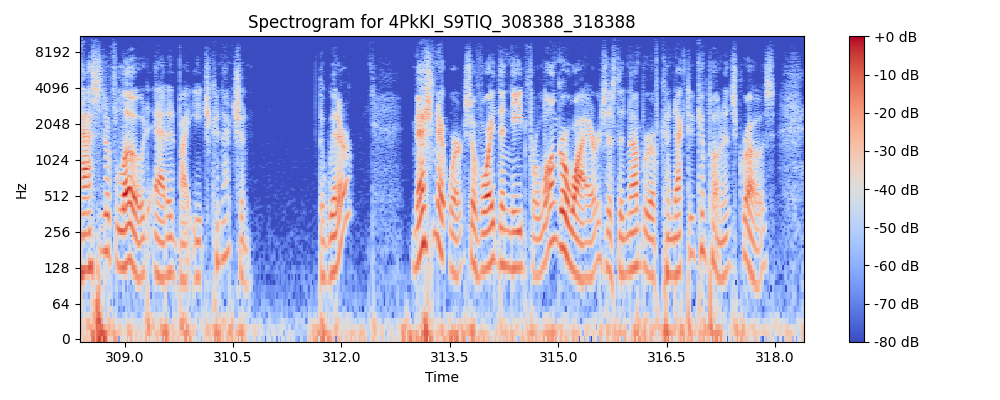 Spectrogram for 4PkKI_S9TIQ_308388_318388
Hz
8192
4096
2048
1024
512
256
128
64
0
309.0 310.5 312.0 313.5 315.0 316.5 318.0
Time
+0 dB
-10 dB
-20 dB
-30 dB
-40 dB
-50 dB
-60 dB
-70 dB
-80 dB